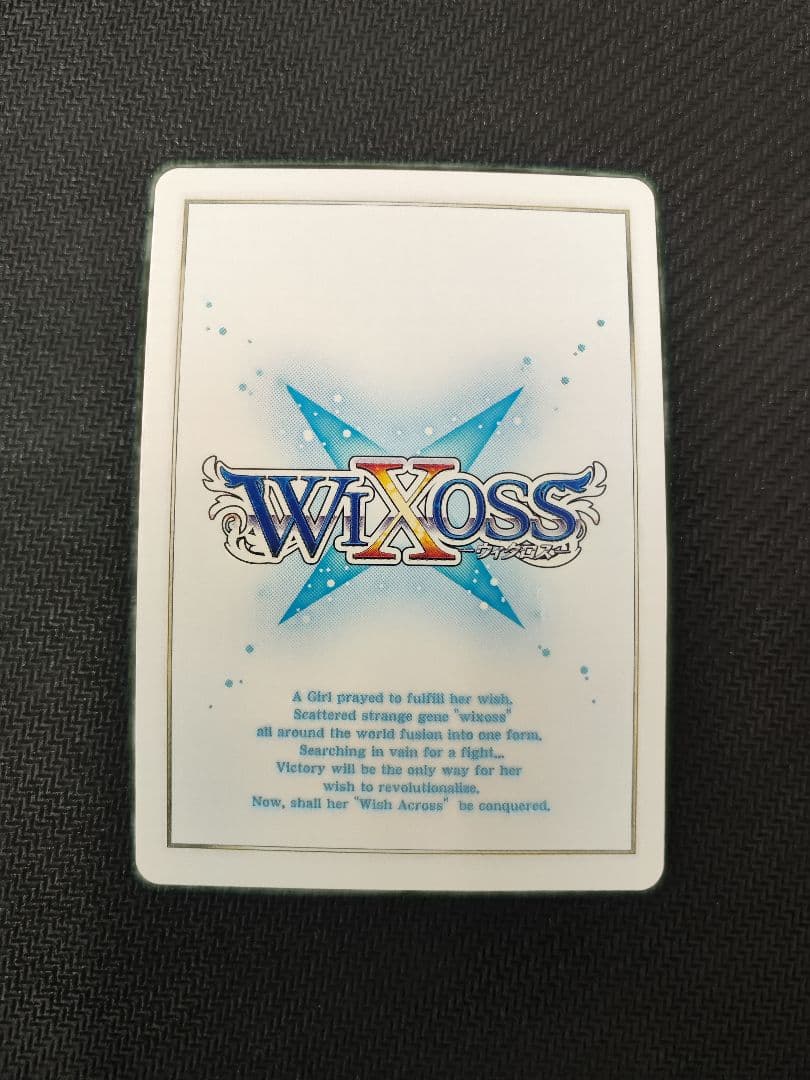 WIXOSS
ーウィクロスー
A Girl prayed to fulfill her wish.
Scattered strange gene "wixoss"
all around the world fusion into one form.
Searching in vain for a fight...
Victory will be the only way for her
wish to revolutionalize.
Now, shall her "Wish Across" be conquered.